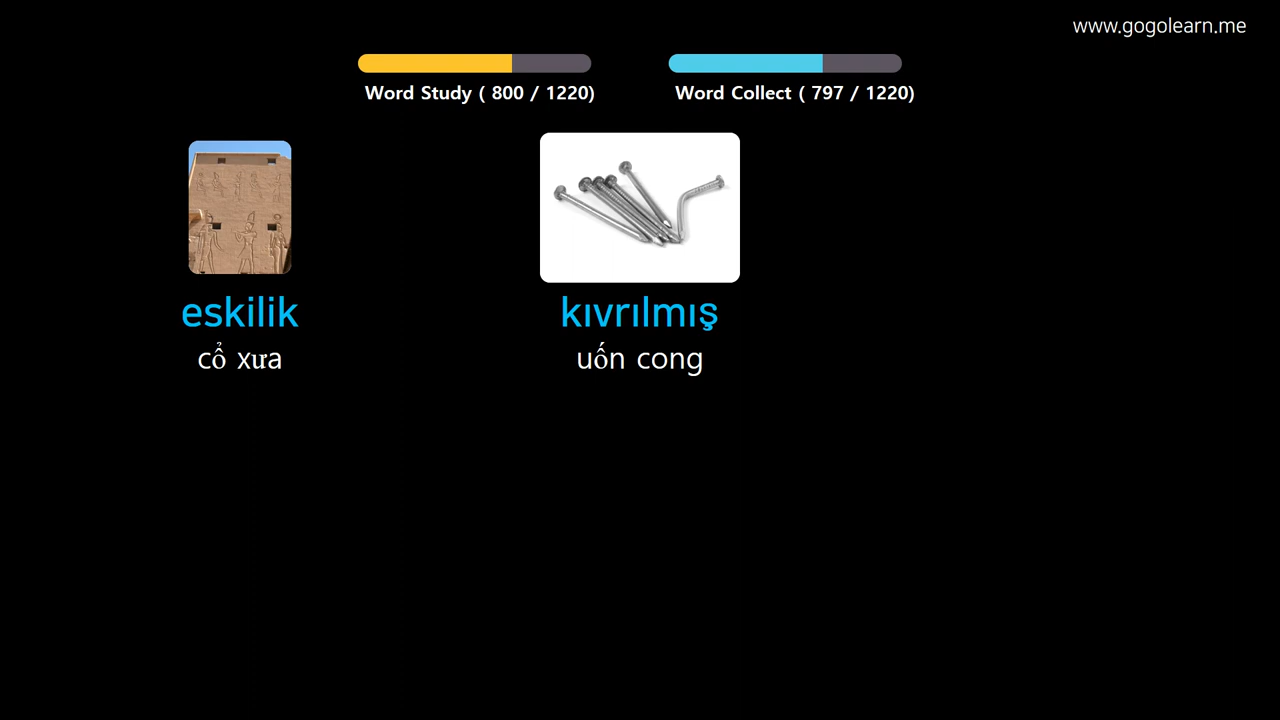 www.gogolearn.me
Word Study ( 800 / 1220)
Word Collect ( 797 / 1220)
eskilik
cổ xưa
kıvrılmış
uốn cong